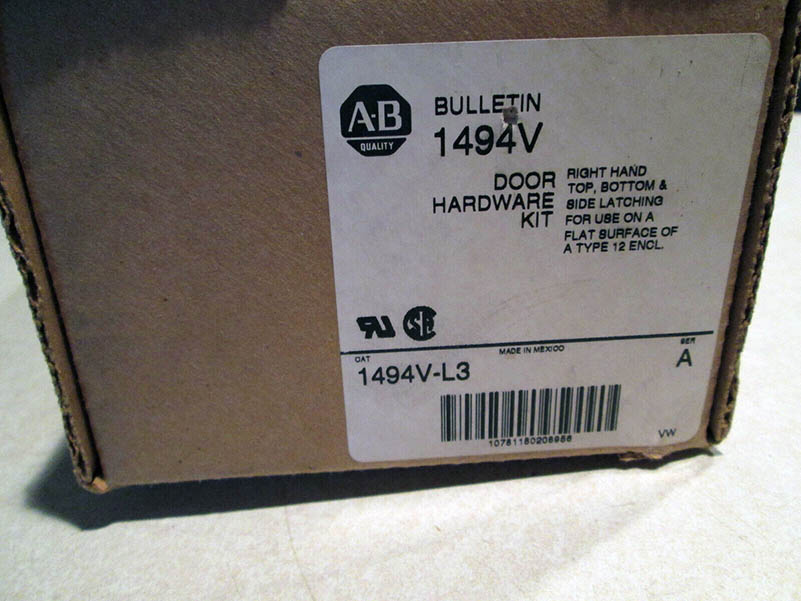 A-B
QUALITY
BULLETIN
1494V
DOOR
HARDWARE
KIT
RIGHT HAND
TOP, BOTTOM &
SIDE LATCHING
FOR USE ON A
FLAT SURFACE OF
A TYPE 12 ENCL.
CAT
MADE IN MEXICO
SER
1494V-L3
A
10781180206986
VW